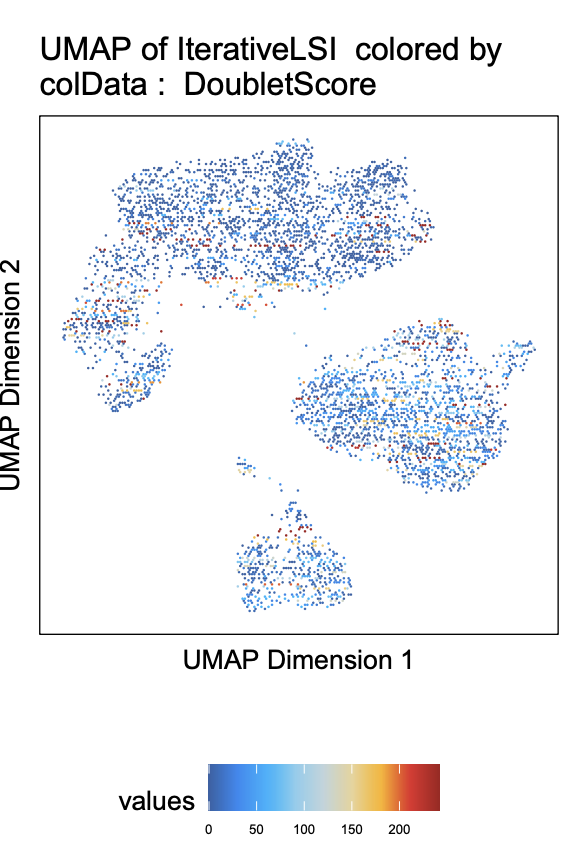 UMAP of IterativeLSI  colored by
colData :  DoubletScore
UMAP Dimension 2
UMAP Dimension 1
values
0 50 100 150 200